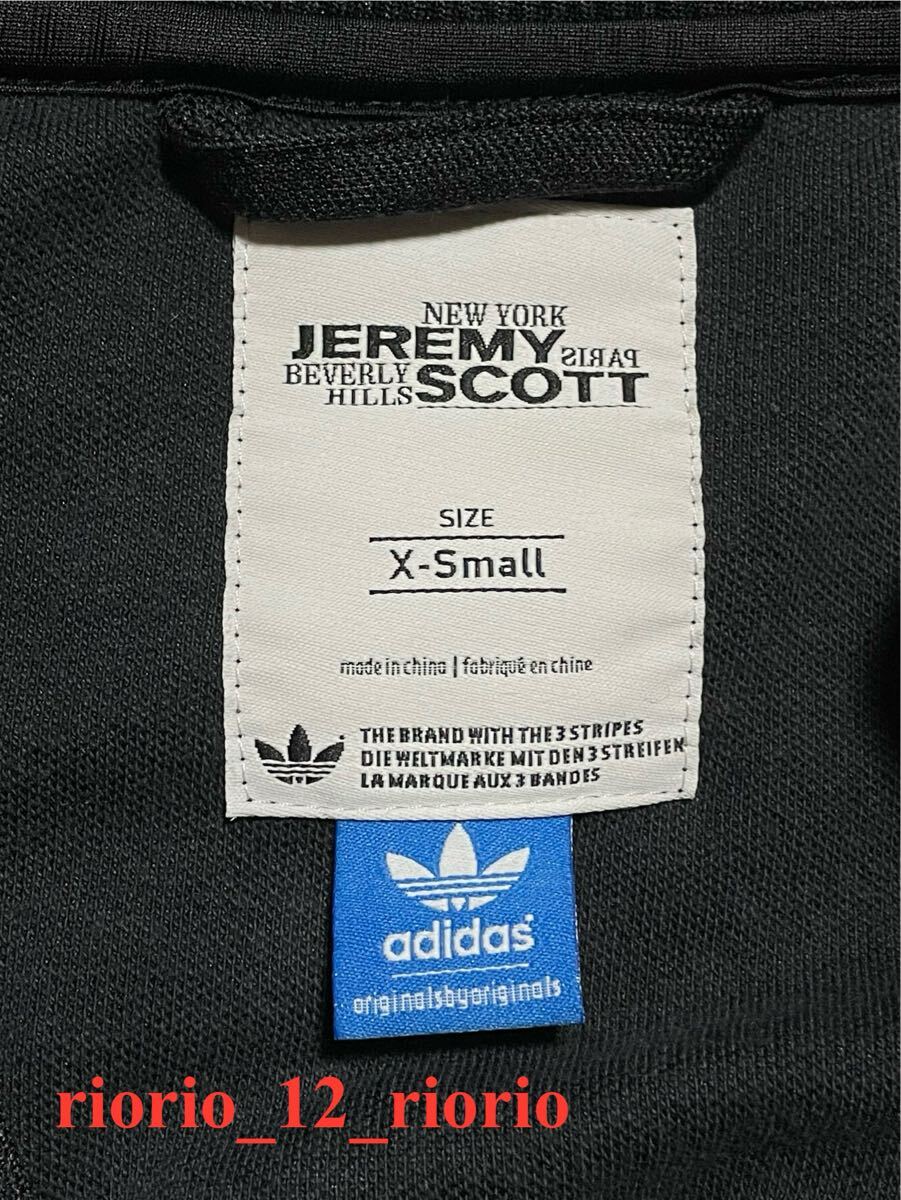 NEW YORK
JEREMY PARIS
BEVERLY HILLS SCOTT
SIZE
X-Small
made in china | fabriqué en chine
THE BRAND WITH THE 3 STRIPES
DIE WELTMARKE MIT DEN 3 STREIFEN
LA MARQUE AUX 3 BANDES
adidas
originalsbyoriginals
riorio_12_riorio